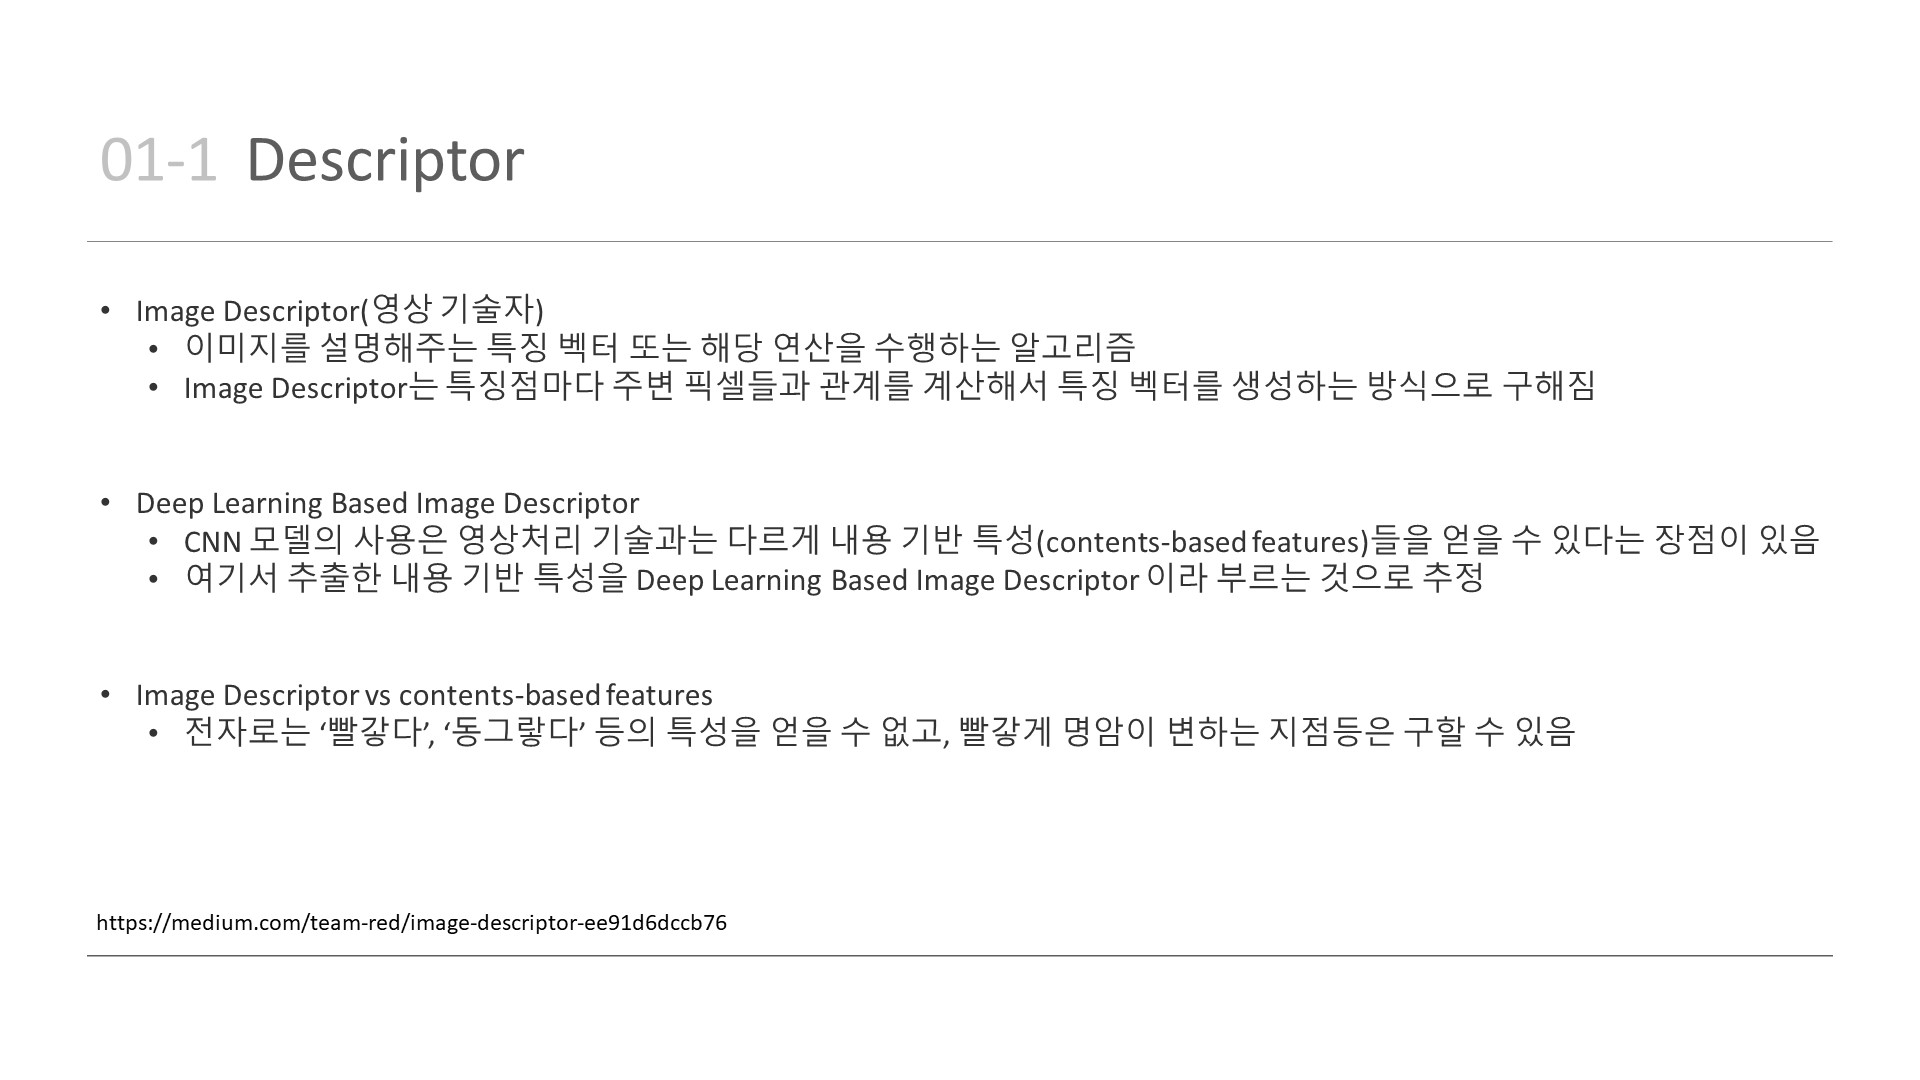 01-1 Descriptor
• Image Descriptor(영상 기술자)
• 이미지를 설명해주는 특징 벡터 또는 해당 연산을 수행하는 알고리즘
• Image Descriptor는 특징점마다 주변 픽셀들과 관계를 계산해서 특징 벡터를 생성하는 방식으로 구해짐
• Deep Learning Based Image Descriptor
• CNN 모델의 사용은 영상처리 기술과는 다르게 내용 기반 특성(contents-based features)들을 얻을 수 있다는 장점이 있음
• 여기서 추출한 내용 기반 특성을 Deep Learning Based Image Descriptor 이라 부르는 것으로 추정
• Image Descriptor vs contents-based features
• 전자로는 ‘빨갛다’, ‘동그랗다’ 등의 특성을 얻을 수 없고, 빨갛게 명암이 변하는 지점등은 구할 수 있음
https://medium.com/team-red/image-descriptor-ee91d6dccb76